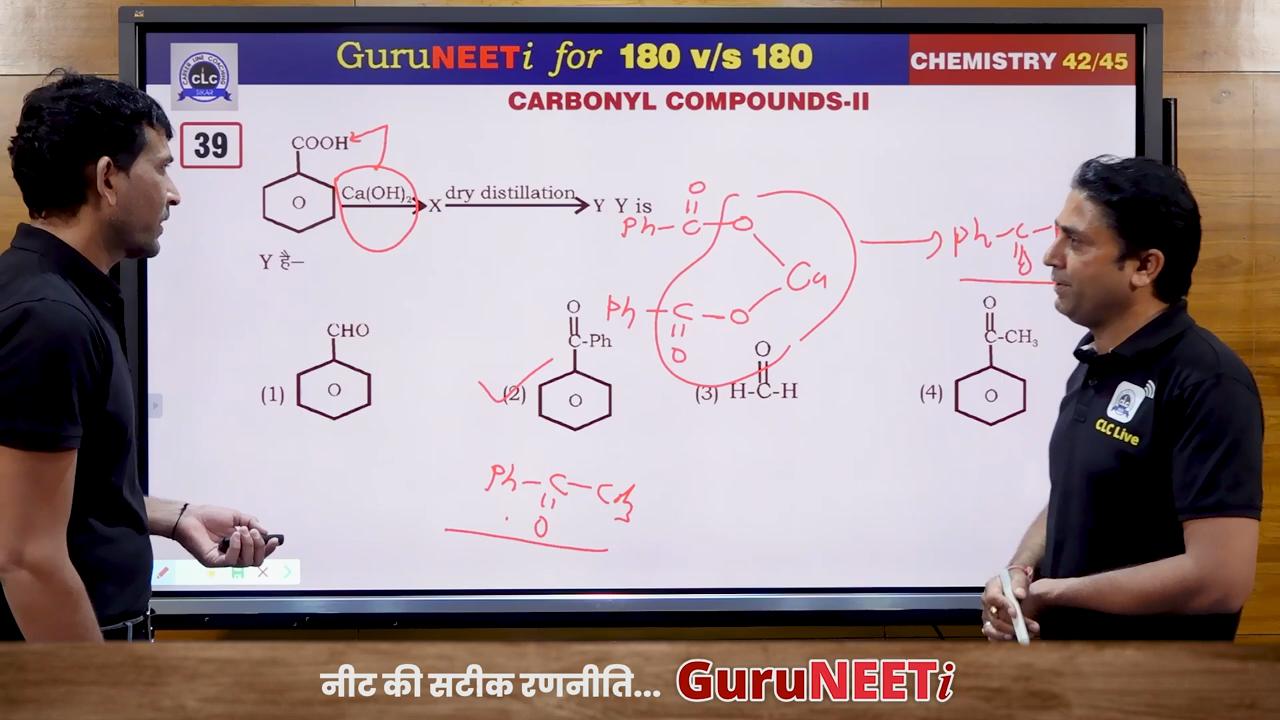 GuruNEETi for 180 v/s 180
CHEMISTRY 42/45
CLC
SIKAR
CARBONYL COMPOUNDS-II
39
COOH
O
Ca(OH)₂
X
dry distillation
Y Y is
Y है–
Ph-C-O
O
Ca
Ph-C-O
O
Ph-C-
O
(1)
CHO
O
(2)
O
C-Ph
O
(3)
O
H-C-H
(4)
O
C-CH₃
O
Ph-C-CH₃
O
CLC Live
नीट की सटीक रणनीति... GuruNEETi